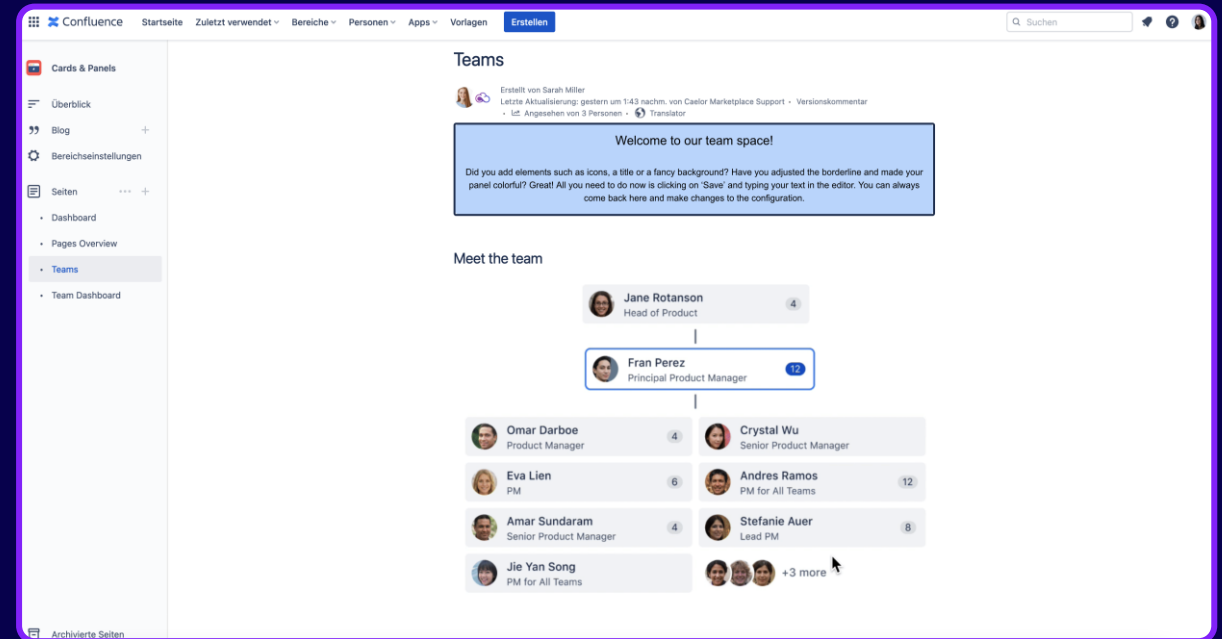 Confluence Startseite Zuletzt verwendet Bereiche Personen Apps Vorlagen Erstellen Suchen
Cards & Panels
Überblick
Blog
Bereichseinstellungen
Seiten
Dashboard
Pages Overview
Teams
Team Dashboard
Archivierte Seiten
Teams
Erstellt von Sarah Miller
Letzte Aktualisierung: gestern um 1:43 nachm. von Caelor Marketplace Support • Versionskommentar
• Angesehen von 3 Personen • Translator
Welcome to our team space!
Did you add elements such as icons, a title or a fancy background? Have you adjusted the borderline and made your
panel colorful? Great! All you need to do now is clicking on 'Save' and typing your text in the editor. You can always
come back here and make changes to the configuration.
Meet the team
Jane Rotanson
Head of Product
4
Fran Perez
Principal Product Manager
12
Omar Darboe
Product Manager
4
Crystal Wu
Senior Product Manager
Eva Lien
PM
6
Andres Ramos
PM for All Teams
12
Amar Sundaram
Senior Product Manager
4
Stefanie Auer
Lead PM
8
Jie Yan Song
PM for All Teams
+3 more